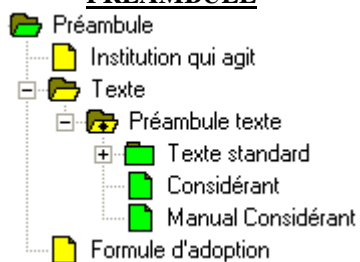 PRÉAMBULE
Préambule
Institution qui agit
Texte
Préambule texte
Texte standard
Considérant
Manual Considérant
Formule d'adoption